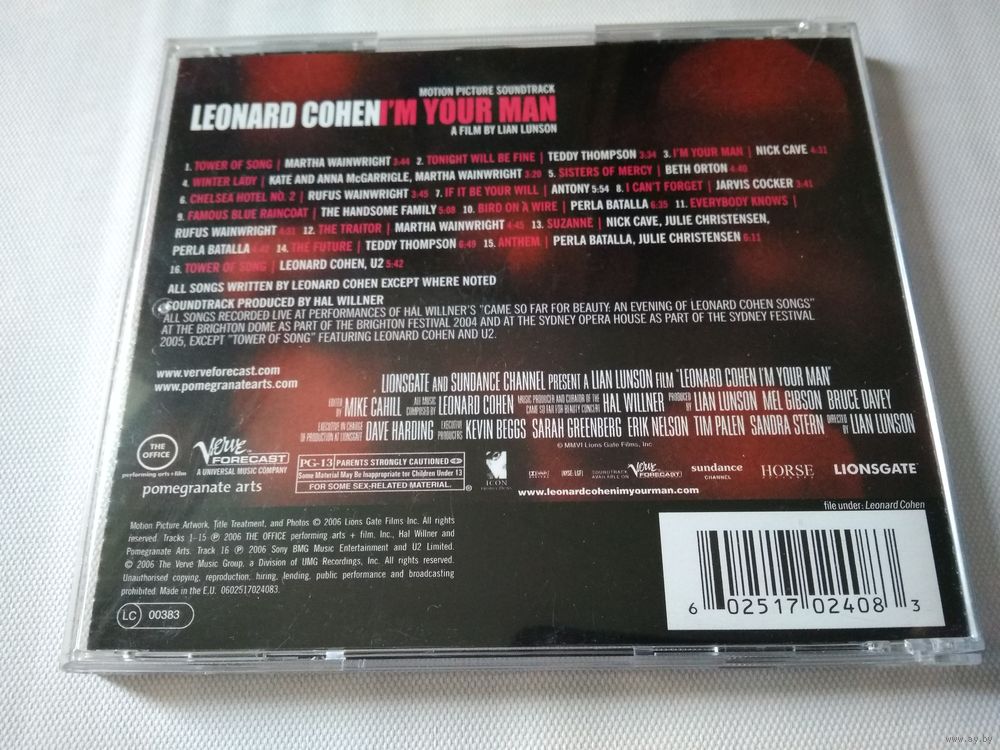 MOTION PICTURE SOUNDTRACK
LEONARD COHEN I'M YOUR MAN
A FILM BY LIAN LUNSON
1. TOWER OF SONG | MARTHA WAINWRIGHT 3:44 2. TONIGHT WILL BE FINE | TEDDY THOMPSON 3:34 3. I'M YOUR MAN | NICK CAVE 4:31
4. WINTER LADY | KATE AND ANNA McGARRIGLE, MARTHA WAINWRIGHT 3:20 5. SISTERS OF MERCY | BETH ORTON 4:40
6. CHELSEA HOTEL NO. 2 | RUFUS WAINWRIGHT 3:45 7. IF IT BE YOUR WILL | ANTONY 5:54 8. I CAN'T FORGET | JARVIS COCKER 3:41
9. FAMOUS BLUE RAINCOAT | THE HANDSOME FAMILY 5:08 10. BIRD ON A WIRE | PERLA BATALLA 6:35 11. EVERYBODY KNOWS |
RUFUS WAINWRIGHT 4:31 12. THE TRAITOR | MARTHA WAINWRIGHT 4:45 13. SUZANNE | NICK CAVE, JULIE CHRISTENSEN,
PERLA BATALLA 14. THE FUTURE | TEDDY THOMPSON 6:49 15. ANTHEM | PERLA BATALLA, JULIE CHRISTENSEN 6:11
16. TOWER OF SONG | LEONARD COHEN, U2 5:42
ALL SONGS WRITTEN BY LEONARD COHEN EXCEPT WHERE NOTED
SOUNDTRACK PRODUCED BY HAL WILLNER
ALL SONGS RECORDED LIVE AT PERFORMANCES OF HAL WILLNER'S "CAME SO FAR FOR BEAUTY: AN EVENING OF LEONARD COHEN SONGS"
AT THE BRIGHTON DOME AS PART OF THE BRIGHTON FESTIVAL 2004 AND AT THE SYDNEY OPERA HOUSE AS PART OF THE SYDNEY FESTIVAL
2005, EXCEPT "TOWER OF SONG" FEATURING LEONARD COHEN AND U2.
www.verveforecast.com
www.pomegranatearts.com
LIONSGATE AND SUNDANCE CHANNEL PRESENT A LIAN LUNSON FILM "LEONARD COHEN I'M YOUR MAN"
EDITED BY MIKE CAHILL ALL MUSIC COMPOSED BY LEONARD COHEN MUSIC PRODUCER AND CURATOR OF THE CAME SO FAR FOR BEAUTY CONCERT HAL WILLNER PRODUCED BY LIAN LUNSON MEL GIBSON BRUCE DAVEY
EXECUTIVE IN CHARGE OF PRODUCTION AT LIONSGATE DAVE HARDING EXECUTIVE PRODUCERS KEVIN BEGGS SARAH GREENBERG ERIK NELSON TIM PALEN SANDRA STERN DIRECTED BY LIAN LUNSON
© MMVI Lions Gate Films, Inc.
THE OFFICE
performing arts + film
Verve FORECAST
A UNIVERSAL MUSIC COMPANY
pomegranate arts
PG-13 PARENTS STRONGLY CAUTIONED
Some Material May Be Inappropriate for Children Under 13
FOR SOME SEX-RELATED MATERIAL. ®
ICON
(NYSE: LGF)
SOUNDTRACK AVAILABLE ON Verve FORECAST
sundance CHANNEL
HORSE
LIONSGATE
www.leonardcohenimyourman.com
file under: Leonard Cohen
Motion Picture Artwork, Title Treatment, and Photos © 2006 Lions Gate Films Inc. All rights
reserved. Tracks 1–15 ℗ 2006 THE OFFICE performing arts + film, Inc., Hal Willner and
Pomegranate Arts. Track 16 ℗ 2006 Sony BMG Music Entertainment and U2 Limited.
© 2006 The Verve Music Group, a Division of UMG Recordings, Inc. All rights reserved.
Unauthorised copying, reproduction, hiring, lending, public performance and broadcasting
prohibited. Made in the E.U. 0602517024083.
LC 00383
6 02517 02408 3
www.ay.by